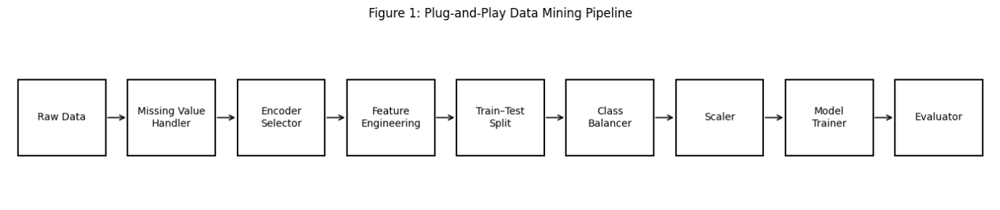 Figure 1: Plug-and-Play Data Mining Pipeline
Raw Data
Missing Value
Handler
Encoder
Selector
Feature
Engineering
Train–Test
Split
Class
Balancer
Scaler
Model
Trainer
Evaluator